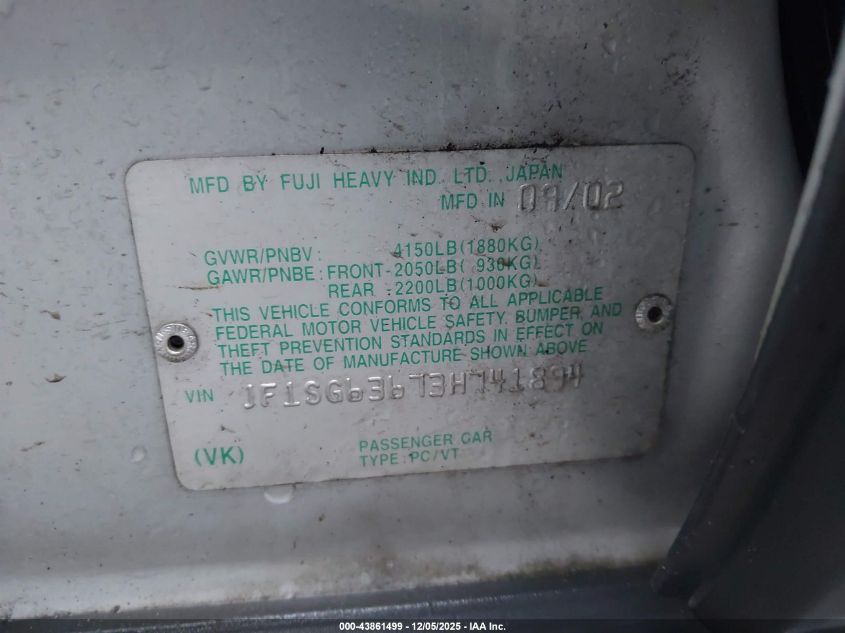 MFD BY FUJI HEAVY IND. LTD. JAPAN
MFD IN 09/02
GVWR/PNBV: 4150LB(1880KG)
GAWR/PNBE: FRONT-2050LB( 930KG)
REAR :2200LB(1000KG)
THIS VEHICLE CONFORMS TO ALL APPLICABLE
FEDERAL MOTOR VEHICLE SAFETY, BUMPER, AND
THEFT PREVENTION STANDARDS IN EFFECT ON
THE DATE OF MANUFACTURE SHOWN ABOVE
VIN JF1SG63673H741894
(VK) PASSENGER CAR
TYPE :PC/VT
000-43861499 - 12/05/2025 - IAA Inc.